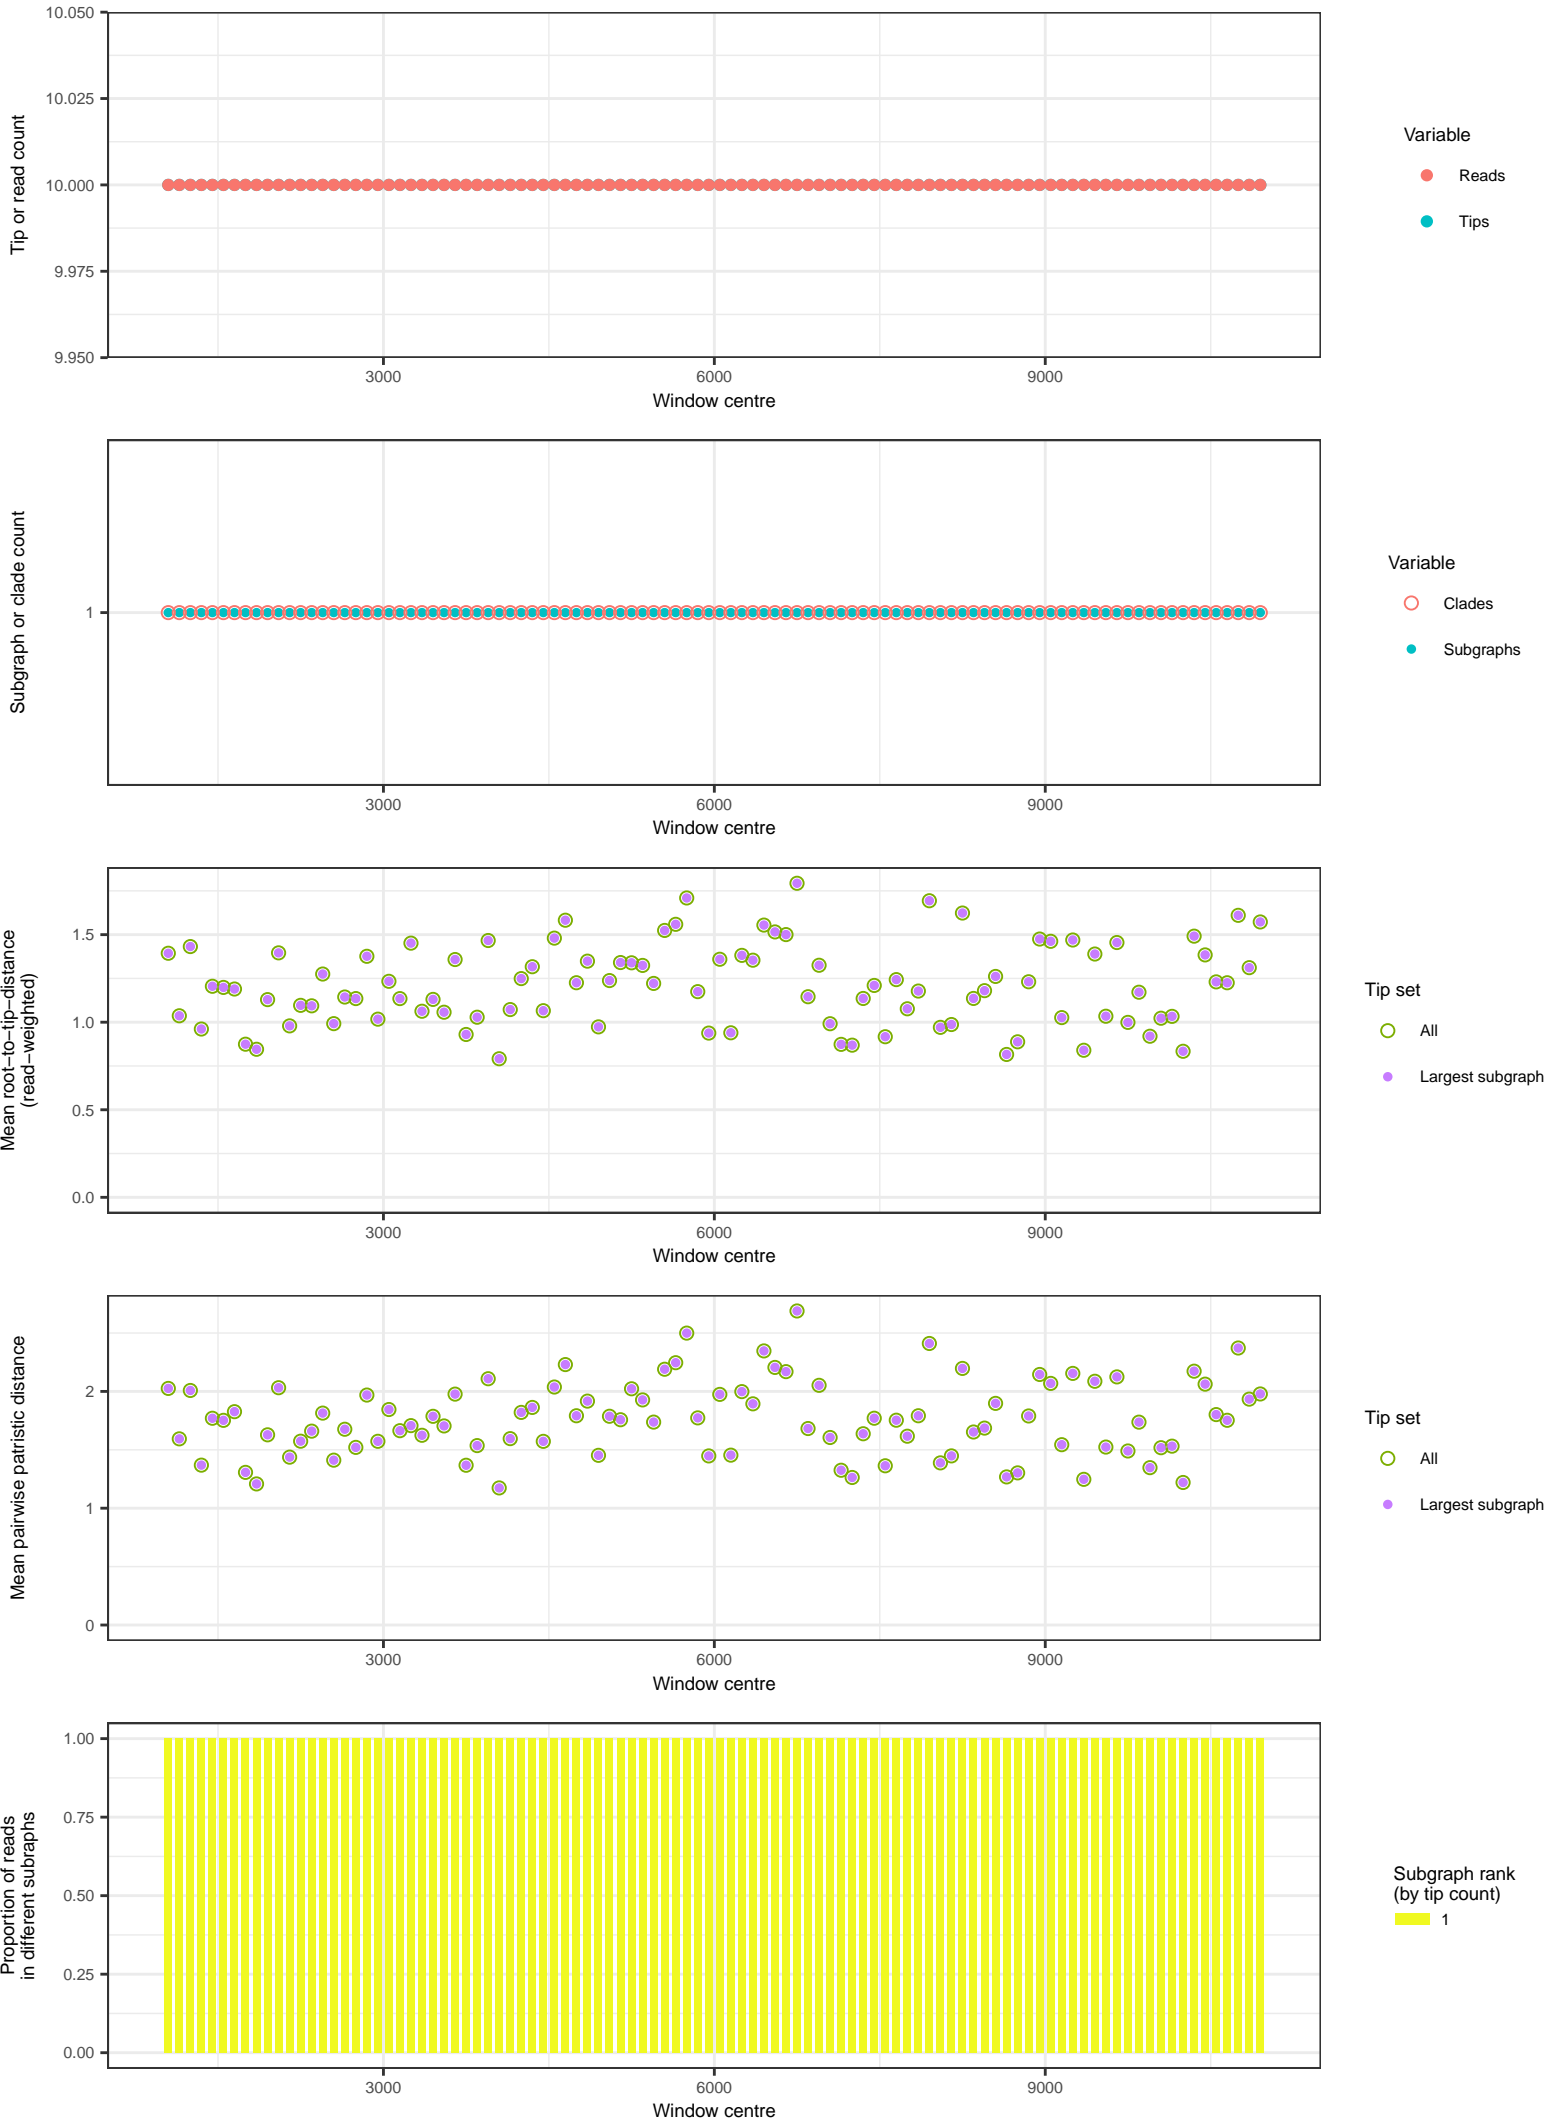 10.050
10.025
10.000
9.975
9.950
Tip or read count
3000 6000 9000
Window centre
Variable
Reads
Tips
Subgraph or clade count
1
3000 6000 9000
Window centre
Variable
Clades
Subgraphs
Mean root−to−tip−distance
(read−weighted)
1.5
1.0
0.5
0.0
3000 6000 9000
Window centre
Tip set
All
Largest subgraph
Mean pairwise patristic distance
2
1
0
3000 6000 9000
Window centre
Tip set
All
Largest subgraph
Proportion of reads
in different subraphs
1.00
0.75
0.50
0.25
0.00
3000 6000 9000
Window centre
Subgraph rank
(by tip count)
1